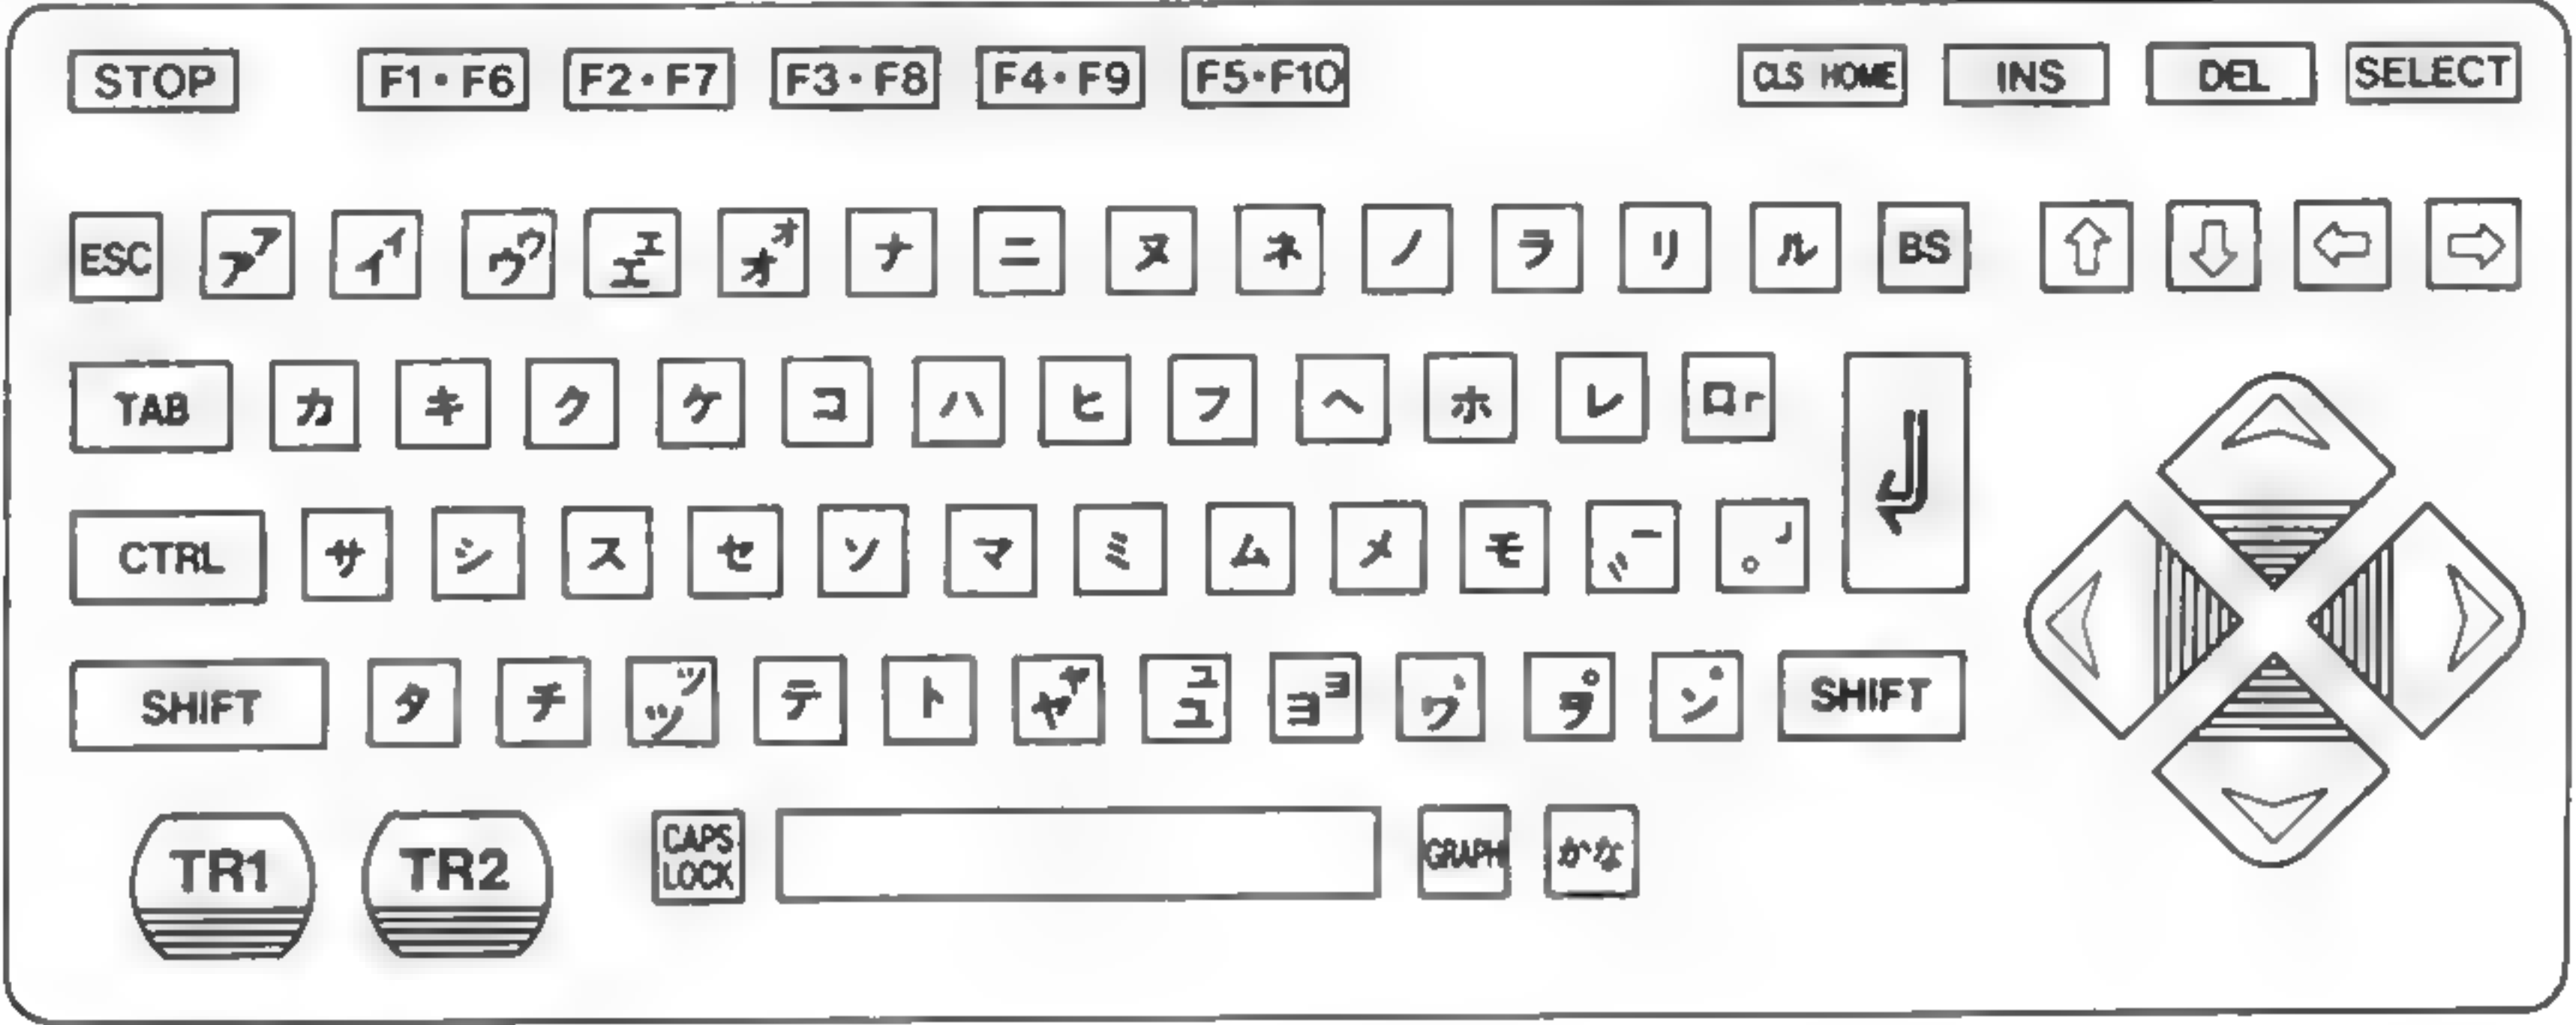 STOP F1・F6 F2・F7 F3・F8 F4・F9 F5・F10 CLS HOME INS DEL SELECT
ESC アァ イィ ウゥ エェ オォ ナ ニ ヌ ネ ノ ラ リ ル BS
TAB カ キ ク ケ コ ハ ヒ フ ヘ ホ レ ロ「
CTRL サ シ ス セ ソ マ ミ ム メ モ ゛ー ゜」
SHIFT タ チ ツッ テ ト ヤャ ユュ ヨョ ワ、 ヲ。 ン・ SHIFT
TR1 TR2 CAPS LOCK GRAPH かな